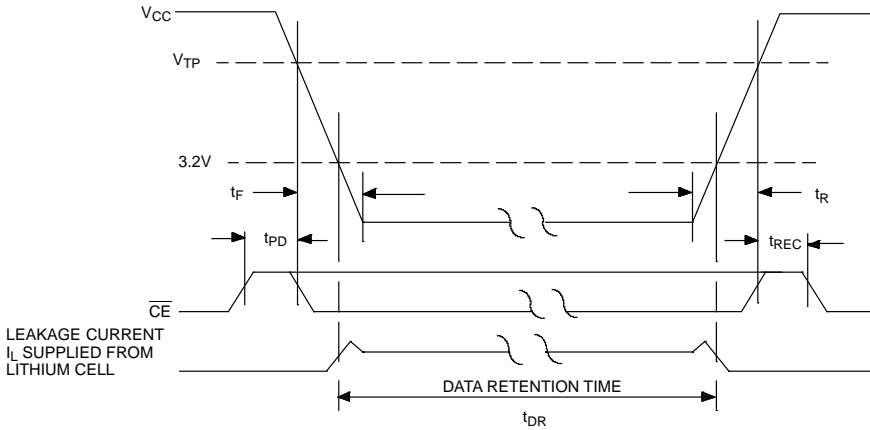 VCC
VTP
3.2V
tF
tR
tPD
tREC
CE
LEAKAGE CURRENT
IL SUPPLIED FROM
LITHIUM CELL
DATA RETENTION TIME
tDR